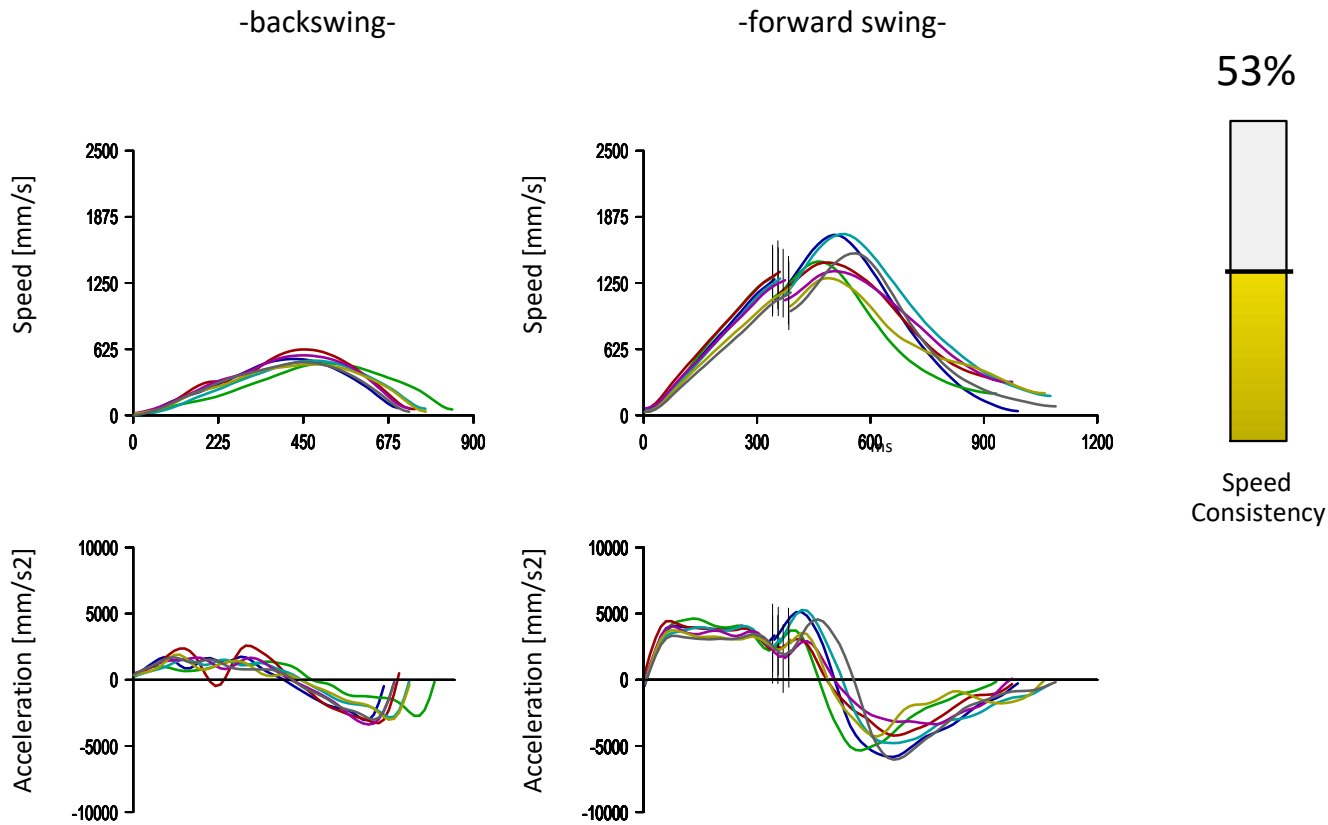 -backswing-
-forward swing-
53%
Speed [mm/s]
2500
1875
1250
625
0
0 225 450 675 900
Speed [mm/s]
2500
1875
1250
625
0
0 300 600 900 1200
ms
Speed
Consistency
Acceleration [mm/s2]
10000
5000
0
-5000
-10000
Acceleration [mm/s2]
10000
5000
0
-5000
-10000